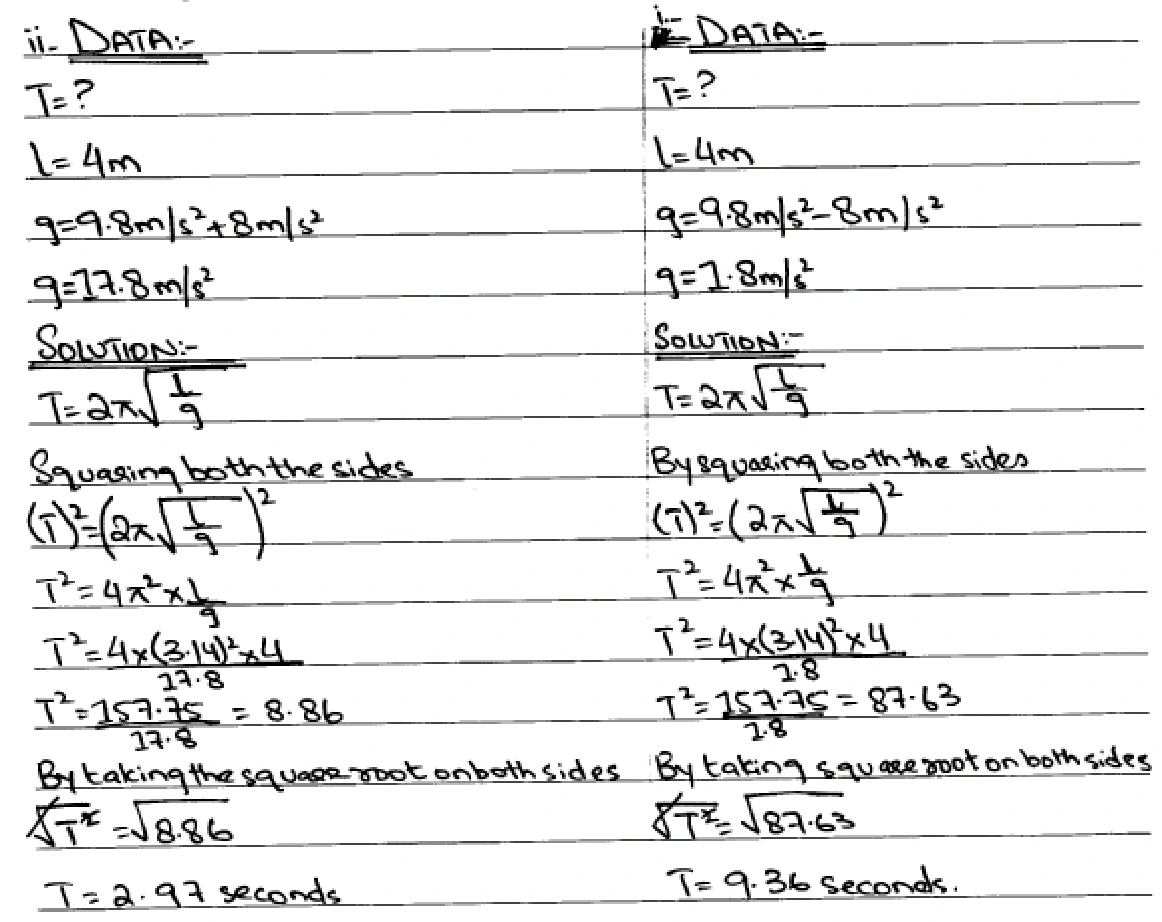 ii- DATA:-
T=?
l=4m
g=9.8m/s²+8m/s²
g=17.8m/s²
SOLUTION:-
T=2π√(l/g)
Squaring both the sides
(T)²=(2π√(l/g))²
T²=4π²×l/g
T²=4×(3.14)²×4/17.8
T²=157.75/17.8 = 8.86
By taking the square root on both sides
√T² =√8.86
T=2.97 seconds
i- DATA:-
T=?
l=4m
g=9.8m/s²-8m/s²
g=1.8m/s²
SOLUTION:-
T=2π√(l/g)
By squaring both the sides
(T)²=(2π√(l/g))²
T²=4π²×l/g
T²=4×(3.14)²×4/1.8
T²=157.75/1.8 = 87.63
By taking square root on both sides
√T²=√87.63
T=9.36 seconds.